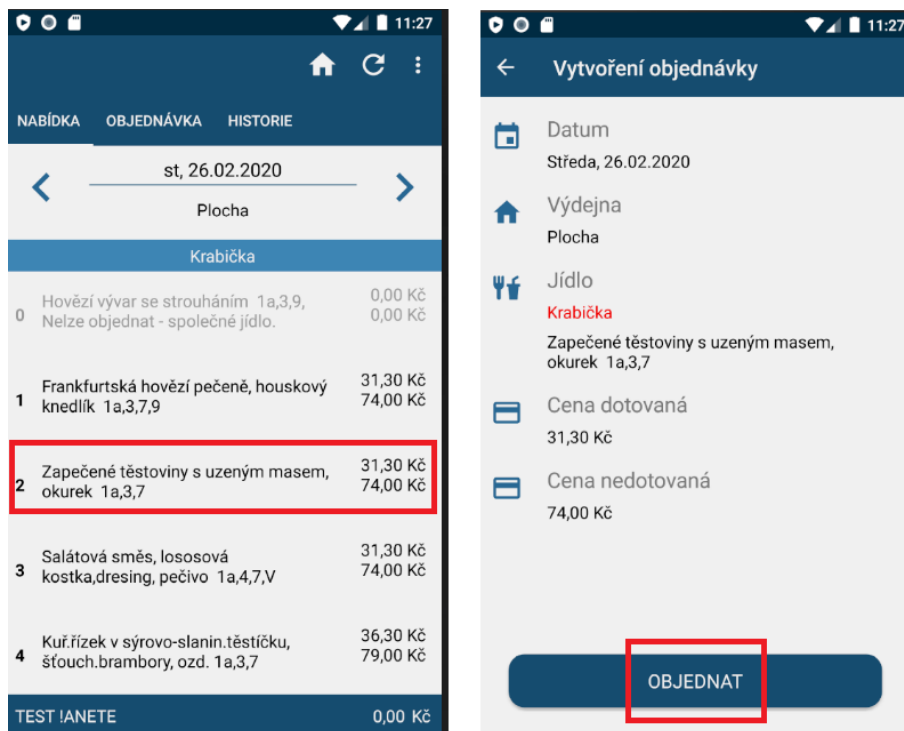 11:27
NABÍDKA OBJEDNÁVKA HISTORIE
st, 26.02.2020
Plocha
Krabička
0 Hovězí vývar se strouháním 1a,3,9, 0,00 Kč
Nelze objednat - společné jídlo. 0,00 Kč
1 Frankfurtská hovězí pečeně, houskový 31,30 Kč
knedlík 1a,3,7,9 74,00 Kč
2 Zapečené těstoviny s uzeným masem, 31,30 Kč
okurek 1a,3,7 74,00 Kč
3 Salátová směs, lososová 31,30 Kč
kostka,dresing, pečivo 1a,4,7,V 74,00 Kč
4 Kuř.řízek v sýrovo-slanin.těstíčku, 36,30 Kč
šťouch.brambory, ozd. 1a,3,7 79,00 Kč
TEST !ANETE 0,00 Kč
11:27
Vytvoření objednávky
Datum
Středa, 26.02.2020
Výdejna
Plocha
Jídlo
Krabička
Zapečené těstoviny s uzeným masem,
okurek 1a,3,7
Cena dotovaná
31,30 Kč
Cena nedotovaná
74,00 Kč
OBJEDNAT